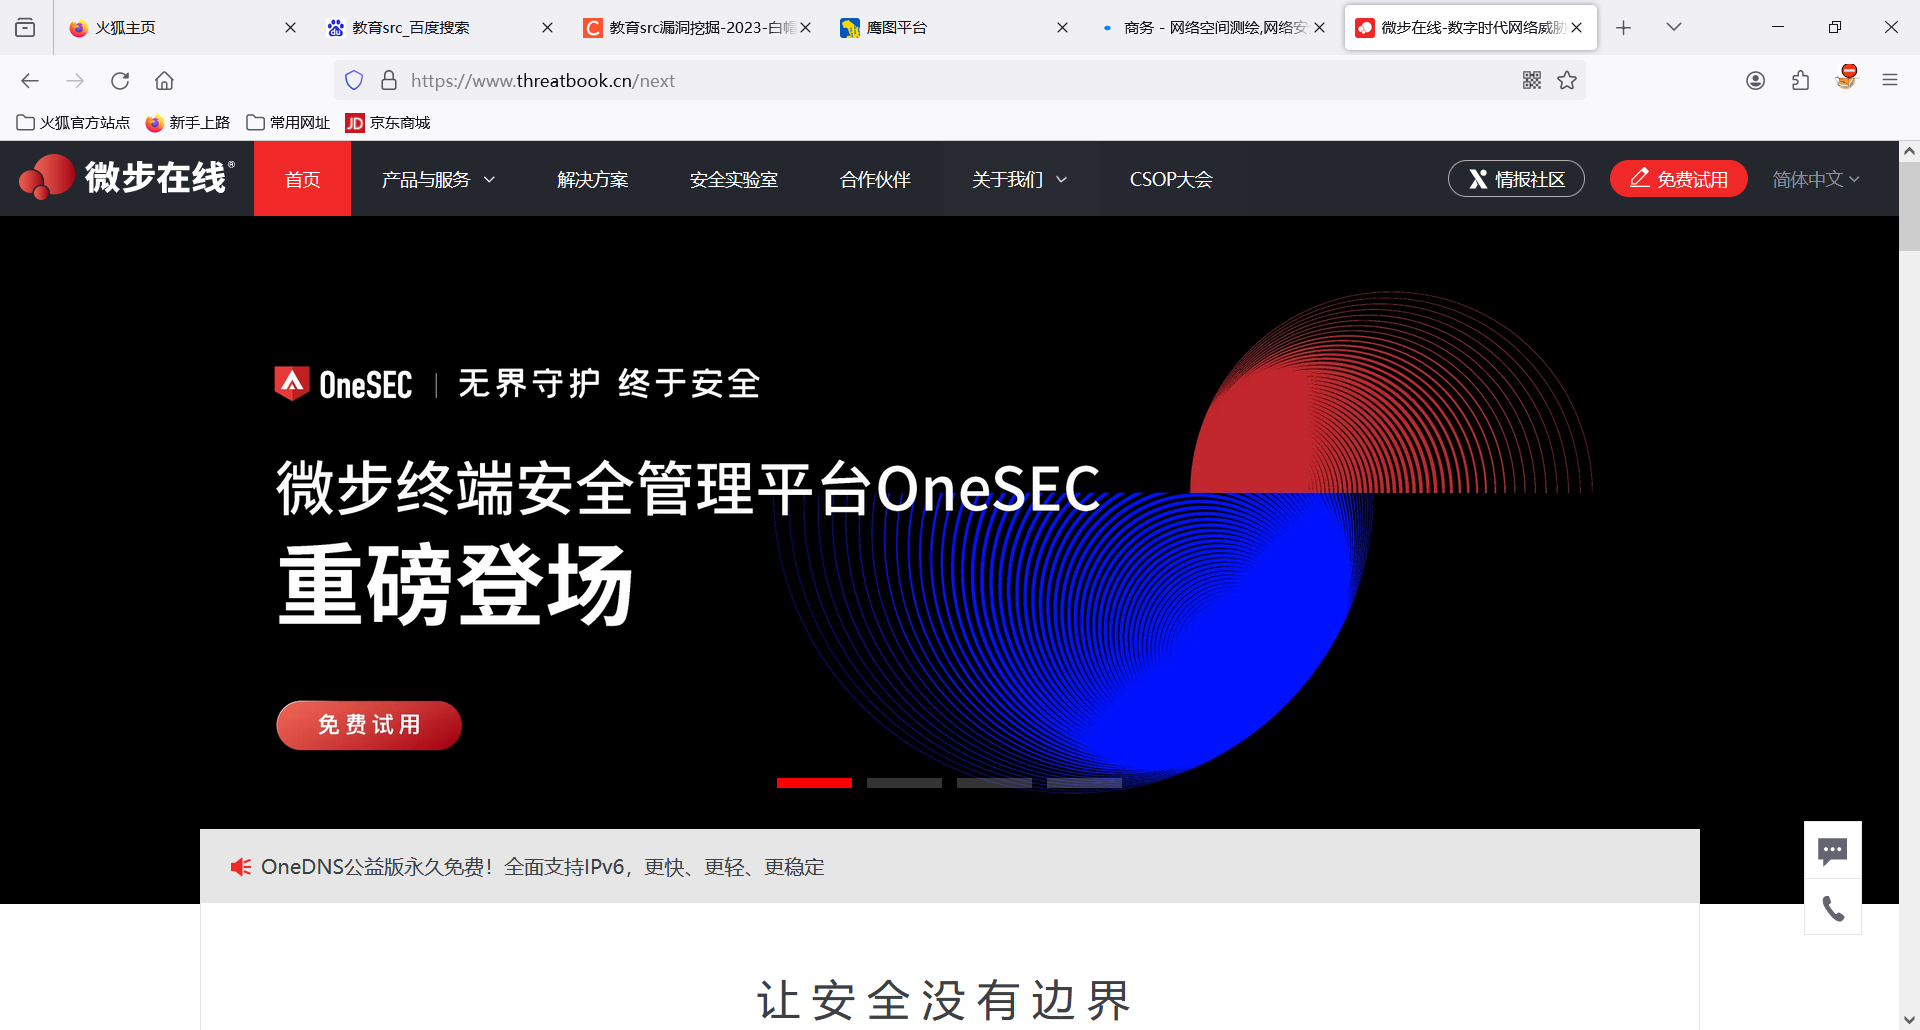 火狐主页
教育src_百度搜索
教育src漏洞挖掘-2023-白帽
鹰图平台
商务 - 网络空间测绘,网络安
微步在线-数字时代网络威胁
https://www.threatbook.cn/next
火狐官方站点
新手上路
常用网址
JD 京东商城
微步在线®
首页
产品与服务
解决方案
安全实验室
合作伙伴
关于我们
CSOP大会
X 情报社区
免费试用
简体中文
OneSEC | 无界守护 终于安全
微步终端安全管理平台OneSEC
重磅登场
免费试用
OneDNS公益版永久免费！全面支持IPv6，更快、更轻、更稳定
让安全没有边界